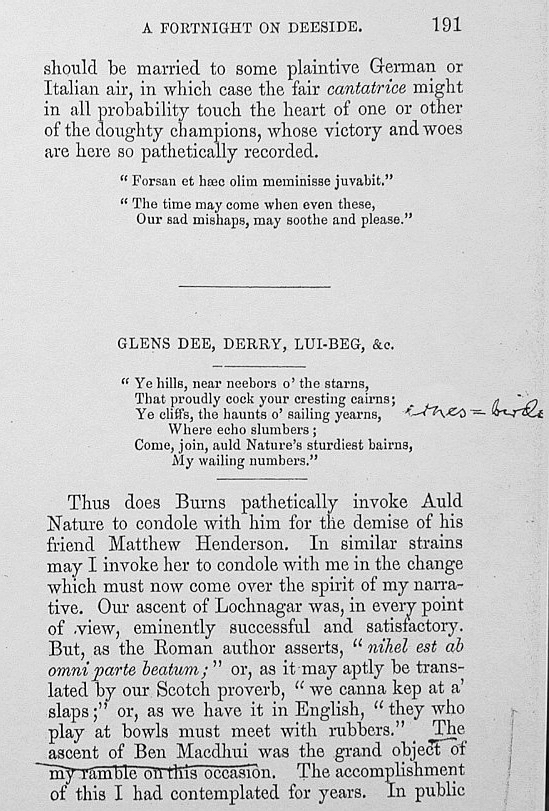 A FORTNIGHT ON DEESIDE. 191
should be married to some plaintive German or
Italian air, in which case the fair cantatrice might
in all probability touch the heart of one or other
of the doughty champions, whose victory and woes
are here so pathetically recorded.
“ Forsan et hæc olim meminisse juvabit.”
“ The time may come when even these,
Our sad mishaps, may soothe and please.”
GLENS DEE, DERRY, LUI-BEG, &c.
“ Ye hills, near neebors o’ the starns,
That proudly cock your cresting cairns;
Ye cliffs, the haunts o’ sailing yearns,
= birds
Where echo slumbers;
Come, join, auld Nature’s sturdiest bairns,
My wailing numbers.”
Thus does Burns pathetically invoke Auld
Nature to condole with him for the demise of his
friend Matthew Henderson. In similar strains
may I invoke her to condole with me in the change
which must now come over the spirit of my narra-
tive. Our ascent of Lochnagar was, in every point
of .view, eminently successful and satisfactory.
But, as the Roman author asserts, “ nihel est ab
omni parte beatum; ” or, as it may aptly be trans-
lated by our Scotch proverb, “ we canna kep at a’
slaps;” or, as we have it in English, “ they who
play at bowls must meet with rubbers.” The
ascent of Ben Macdhui was the grand object of
my ramble on this occasion. The accomplishment
of this I had contemplated for years. In public